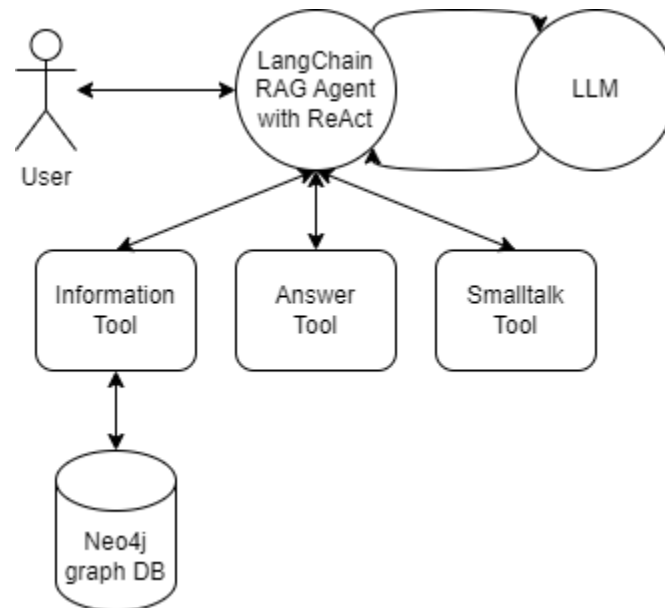 LangChain
RAG Agent
with ReAct
LLM
User
Information
Tool
Answer
Tool
Smalltalk
Tool
Neo4j
graph DB